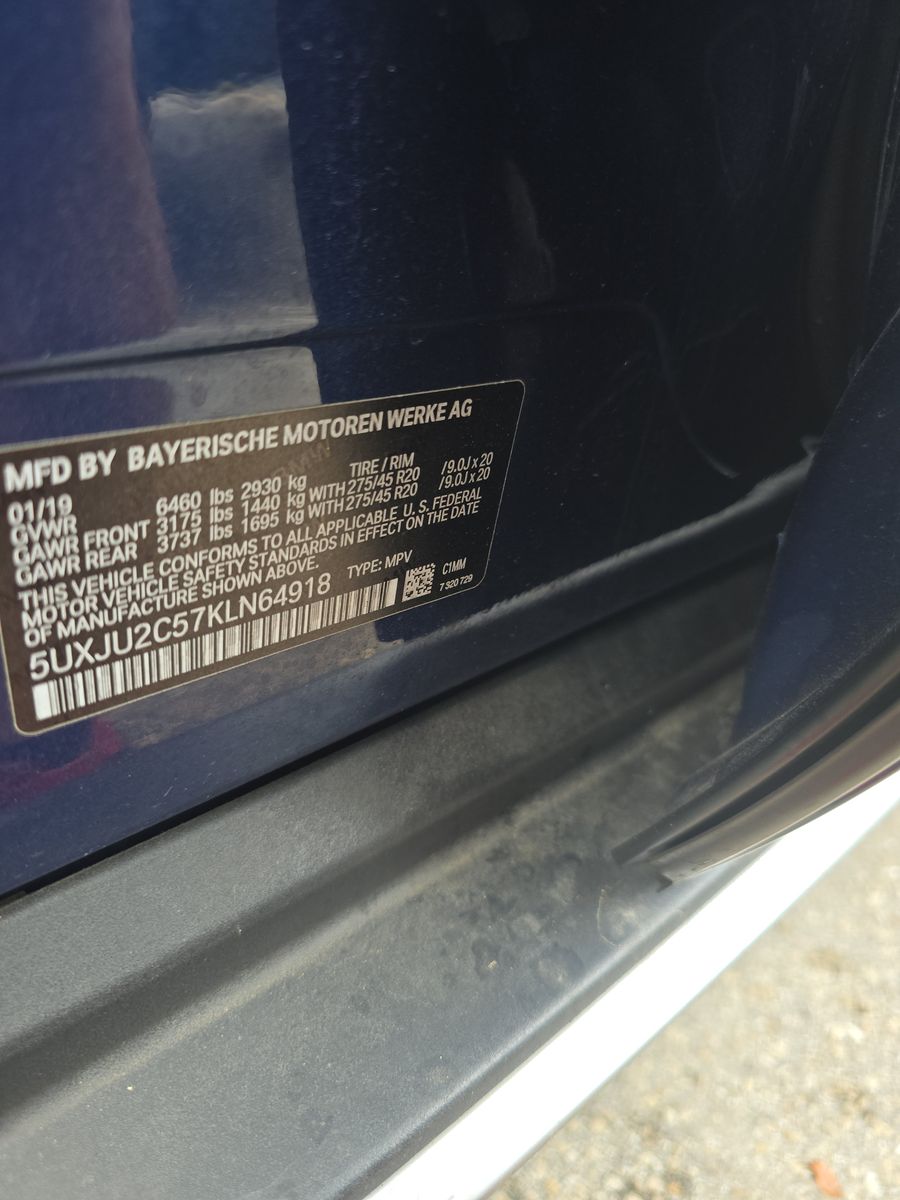 MFD BY BAYERISCHE MOTOREN WERKE AG
01/19 TIRE / RIM
GVWR 6460 lbs 2930 kg
GAWR FRONT 3175 lbs 1440 kg WITH 275/45 R20 /9.0J x 20
GAWR REAR 3737 lbs 1695 kg WITH 275/45 R20 /9.0J x 20
THIS VEHICLE CONFORMS TO ALL APPLICABLE U.S. FEDERAL
MOTOR VEHICLE SAFETY STANDARDS IN EFFECT ON THE DATE
OF MANUFACTURE SHOWN ABOVE.
TYPE: MPV
C1MM
5UXJU2C57KLN64918
7 320 729